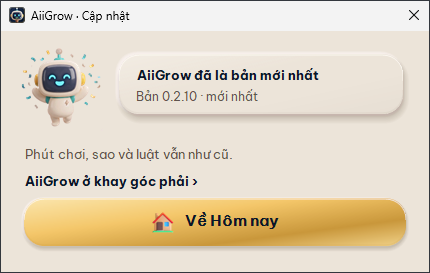 AiiGrow · Cập nhật
AiiGrow đã là bản mới nhất
Bản 0.2.10 · mới nhất
Phút chơi, sao và luật vẫn như cũ.
AiiGrow ở khay góc phải ›
Về Hôm nay